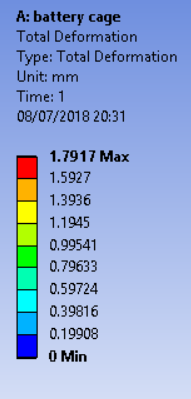 A: battery cage
Total Deformation
Type: Total Deformation
Unit: mm
Time: 1
08/07/2018 20:31
1.7917 Max
1.5927
1.3936
1.1945
0.99541
0.79633
0.59724
0.39816
0.19908
0 Min